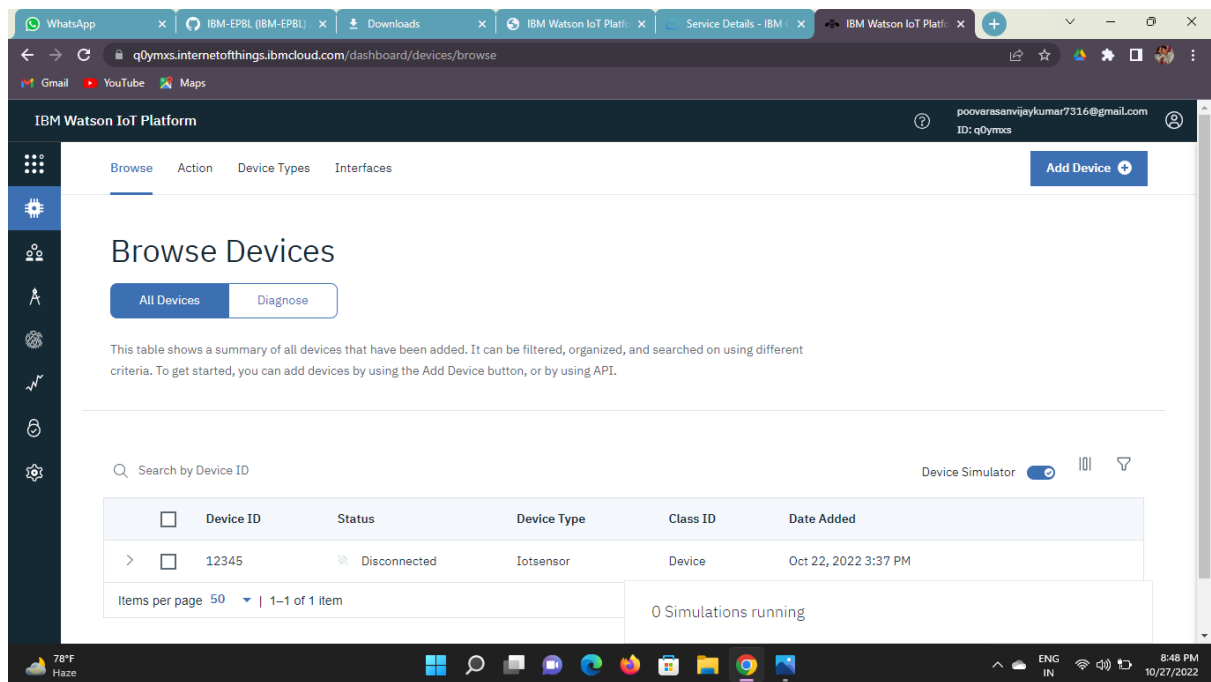 WhatsApp
IBM-EPBL (IBM-EPBL)
Downloads
IBM Watson IoT Platfo
Service Details - IBM C
IBM Watson IoT Platfo
q0ymxs.internetofthings.ibmcloud.com/dashboard/devices/browse
Gmail YouTube Maps
IBM Watson IoT Platform
poovarasanvijaykumar7316@gmail.com
ID: q0ymxs
Browse Action Device Types Interfaces
Add Device
Browse Devices
All Devices Diagnose
This table shows a summary of all devices that have been added. It can be filtered, organized, and searched on using different
criteria. To get started, you can add devices by using the Add Device button, or by using API.
Search by Device ID
Device Simulator
Device ID Status Device Type Class ID Date Added
12345 Disconnected Iotsensor Device Oct 22, 2022 3:37 PM
Items per page 50 | 1–1 of 1 item
0 Simulations running
78°F
Haze
ENG
IN
8:48 PM
10/27/2022